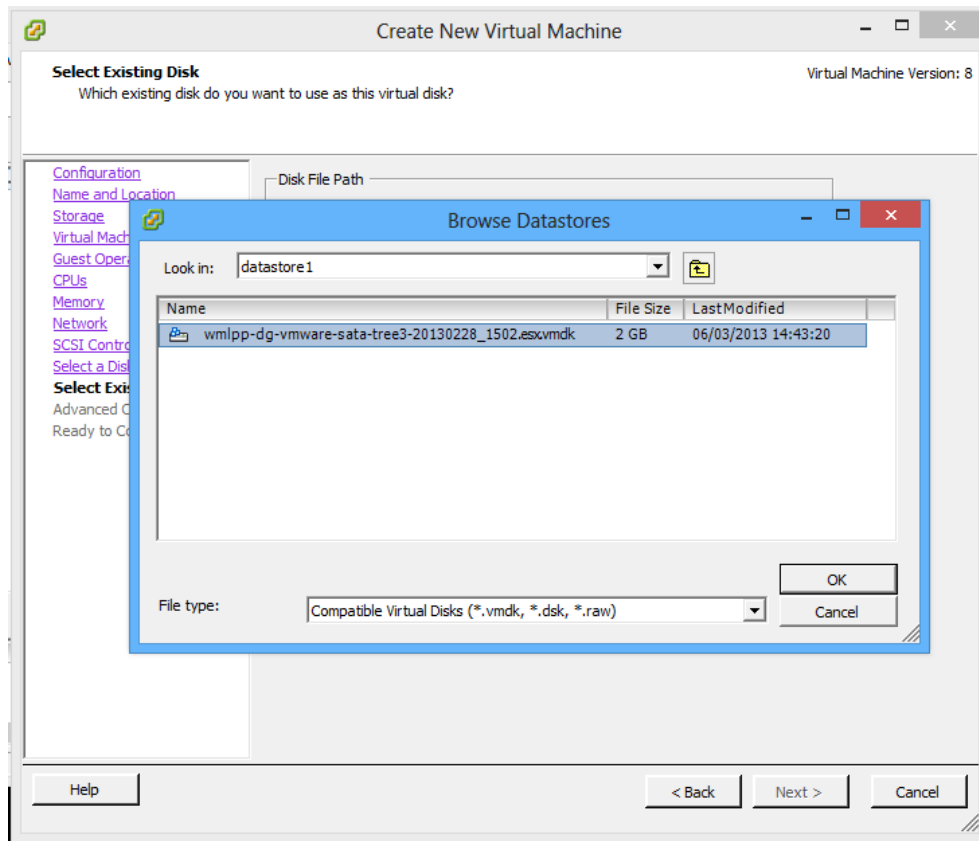 Create New Virtual Machine
Select Existing Disk
Virtual Machine Version: 8
Which existing disk do you want to use as this virtual disk?
Configuration
Name and Location
Storage
Virtual Mach
Guest Oper
CPUs
Memory
Network
SCSI Contro
Select a Dis
Select Exis
Advanced O
Ready to Co
Disk File Path
Browse Datastores
Look in:
datastore1
Name
File Size
Last Modified
wmlpp-dg-vmware-sata-tree3-20130228_1502.esx.vmdk
2 GB
06/03/2013 14:43:20
OK
File type:
Compatible Virtual Disks (*.vmdk, *.dsk, *.raw)
Cancel
Help
< Back
Next >
Cancel